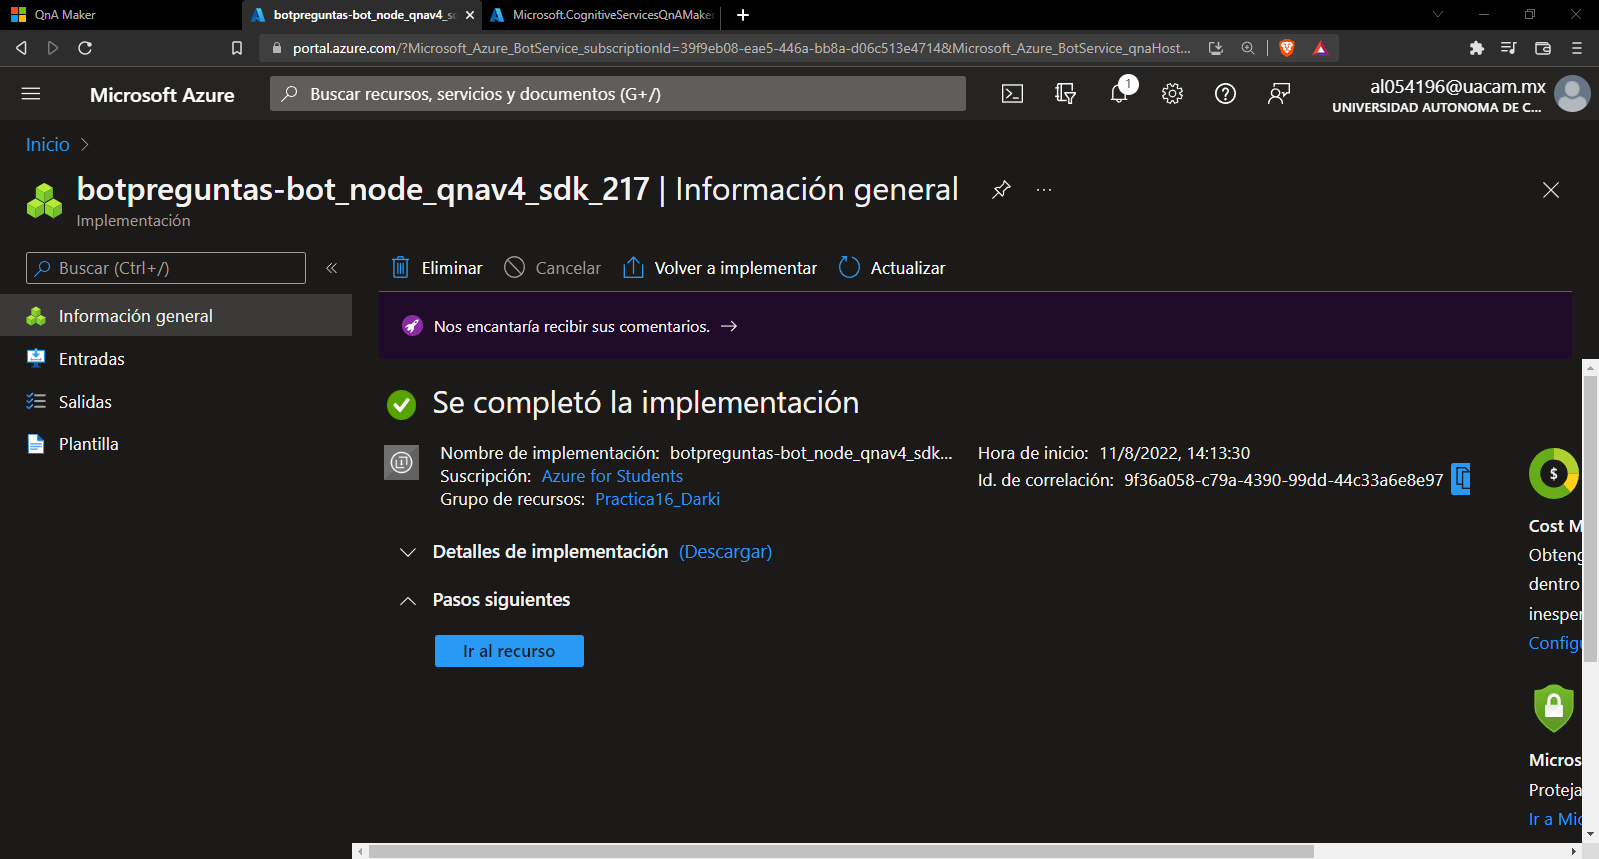 QnA Maker
botpreguntas-bot_node_qnav4_sd
Microsoft.CognitiveServicesQnAMaker
portal.azure.com/?Microsoft_Azure_BotService_subscriptionId=39f9eb08-eae5-446a-bb8a-d06c513e4714&Microsoft_Azure_BotService_qnaHost...
Microsoft Azure
Buscar recursos, servicios y documentos (G+/)
1
al054196@uacam.mx
UNIVERSIDAD AUTONOMA DE C...
Inicio
botpreguntas-bot_node_qnav4_sdk_217 | Información general
Implementación
Buscar (Ctrl+/)
Información general
Entradas
Salidas
Plantilla
Eliminar
Cancelar
Volver a implementar
Actualizar
Nos encantaría recibir sus comentarios.
Se completó la implementación
Nombre de implementación: botpreguntas-bot_node_qnav4_sdk...
Suscripción: Azure for Students
Grupo de recursos: Practica16_Darki
Hora de inicio: 11/8/2022, 14:13:30
Id. de correlación: 9f36a058-c79a-4390-99dd-44c33a6e8e97
Detalles de implementación (Descargar)
Pasos siguientes
Ir al recurso
$
Cost M
Obteng
dentro
inesper
Configu
Micros
Proteja
Ir a Mic